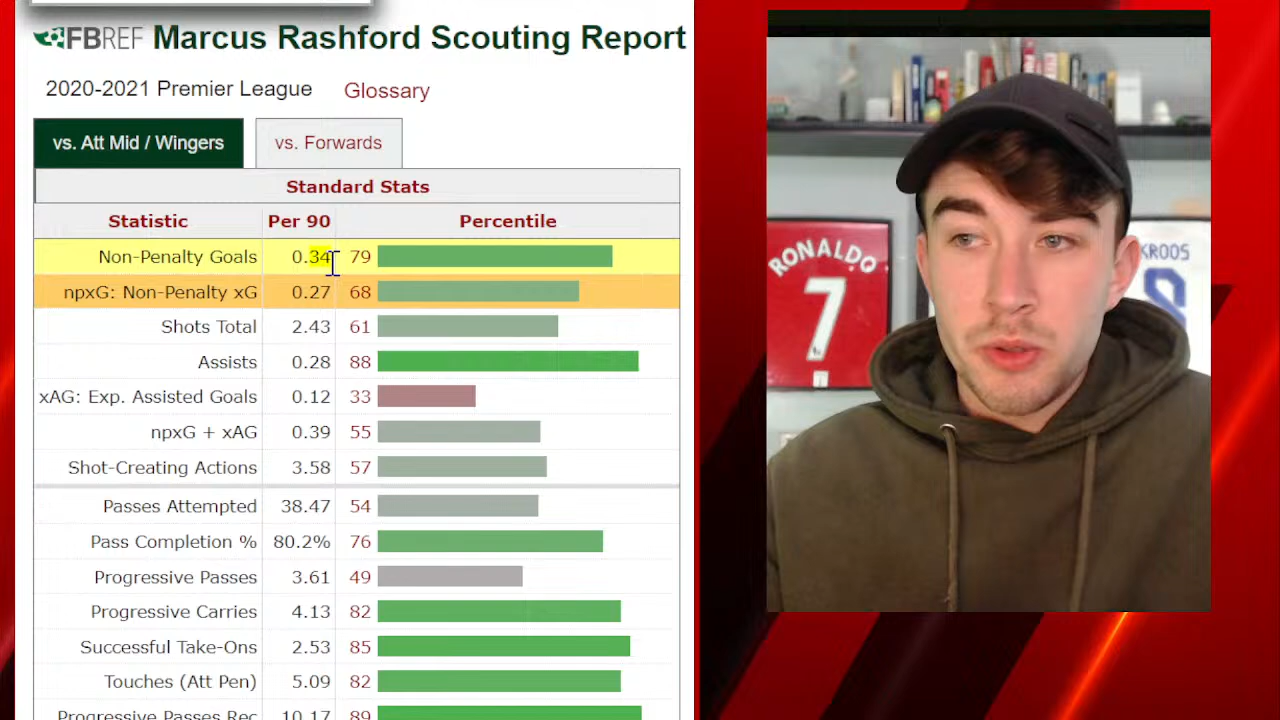 FBREF Marcus Rashford Scouting Report
2020-2021 Premier League Glossary
vs. Att Mid / Wingers vs. Forwards
Standard Stats
Statistic Per 90 Percentile
Non-Penalty Goals 0.34 79
npxG: Non-Penalty xG 0.27 68
Shots Total 2.43 61
Assists 0.28 88
xAG: Exp. Assisted Goals 0.12 33
npxG + xAG 0.39 55
Shot-Creating Actions 3.58 57
Passes Attempted 38.47 54
Pass Completion % 80.2% 76
Progressive Passes 3.61 49
Progressive Carries 4.13 82
Successful Take-Ons 2.53 85
Touches (Att Pen) 5.09 82
Progressive Passes Rec 10.17 89
RONALDO
7
KROOS
8